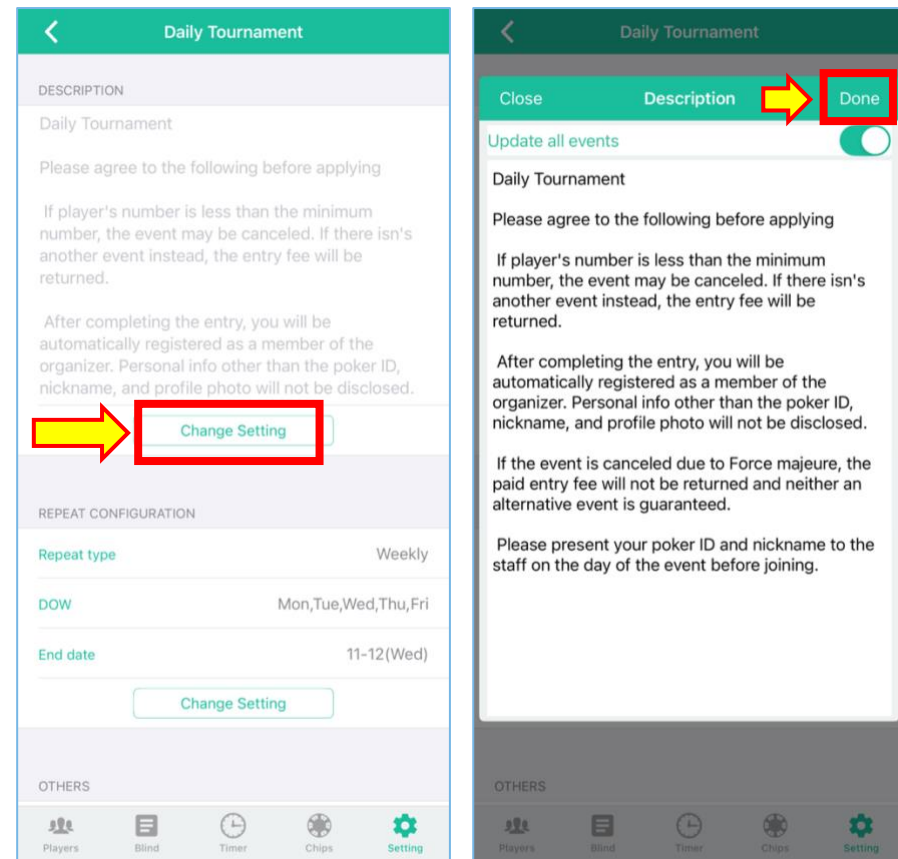 Daily Tournament
DESCRIPTION
Daily Tournament
Please agree to the following before applying
If player's number is less than the minimum
number, the event may be canceled. If there isn's
another event instead, the entry fee will be
returned.
After completing the entry, you will be
automatically registered as a member of the
organizer. Personal info other than the poker ID,
nickname, and profile photo will not be disclosed.
Change Setting
REPEAT CONFIGURATION
Repeat type Weekly
DOW Mon,Tue,Wed,Thu,Fri
End date 11-12(Wed)
Change Setting
OTHERS
Players Blind Timer Chips Setting
Daily Tournament
Close Description Done
Update all events
Daily Tournament
Please agree to the following before applying
If player's number is less than the minimum
number, the event may be canceled. If there isn's
another event instead, the entry fee will be
returned.
After completing the entry, you will be
automatically registered as a member of the
organizer. Personal info other than the poker ID,
nickname, and profile photo will not be disclosed.
If the event is canceled due to Force majeure, the
paid entry fee will not be returned and neither an
alternative event is guaranteed.
Please present your poker ID and nickname to the
staff on the day of the event before joining.
OTHERS
Players Blind Timer Chips Setting